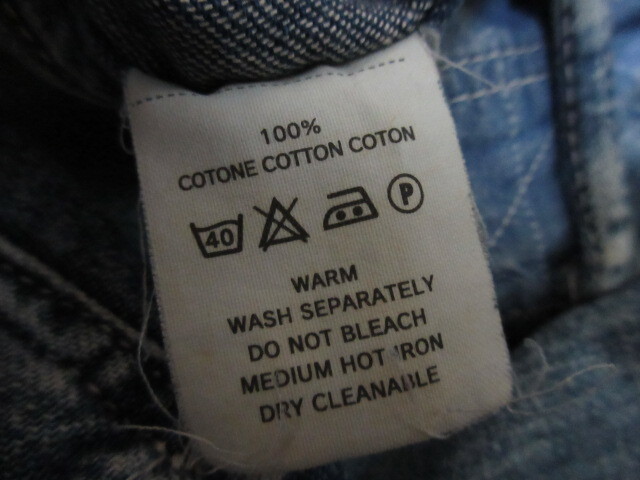 100%
COTONE COTTON COTON
40 P
WARM
WASH SEPARATELY
DO NOT BLEACH
MEDIUM HOT IRON
DRY CLEANABLE